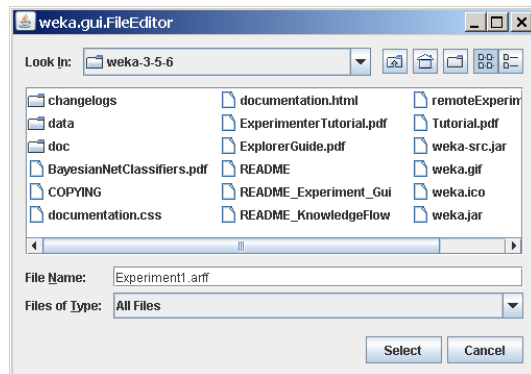 weka.gui.FileEditor
Look In: weka-3-5-6
changelogs
data
doc
BayesianNetClassifiers.pdf
COPYING
documentation.css
documentation.html
ExperimenterTutorial.pdf
ExplorerGuide.pdf
README
README_Experiment_Gui
README_KnowledgeFlow
remoteExperim
Tutorial.pdf
weka-src.jar
weka.gif
weka.ico
weka.jar
File Name: Experiment1.arff
Files of Type: All Files
Select Cancel